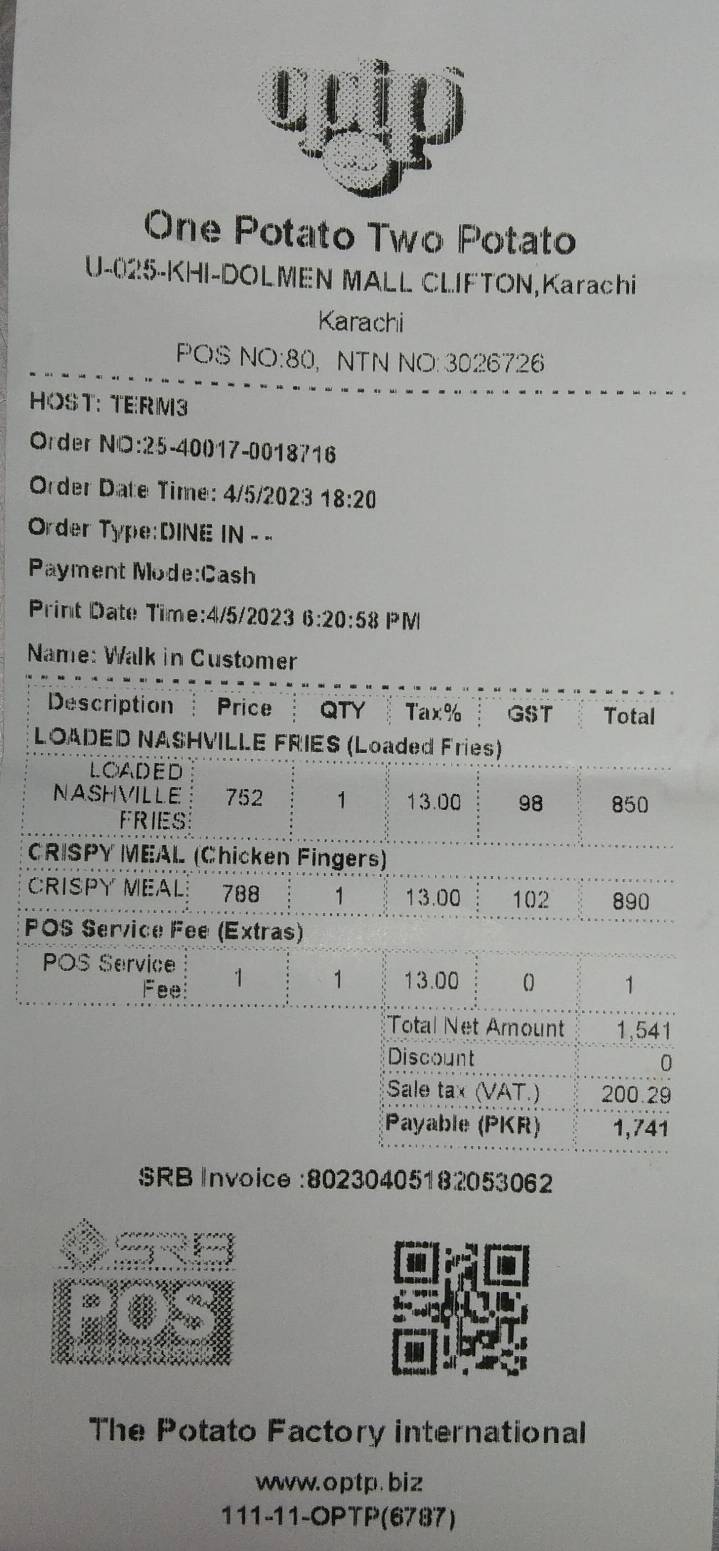 optp
One Potato Two Potato
U-025-KHI-DOLMEN MALL CLIFTON,Karachi
Karachi
POS NO:80, NTN NO:3026726
HOST: TERM3
Order NO:25-40017-0018716
Order Date Time: 4/5/2023 18:20
Order Type:DINE IN - -
Payment Mode:Cash
Print Date Time:4/5/2023 6:20:58 PM
Name: Walk in Customer
Description Price QTY Tax% GST Total
LOADED NASHVILLE FRIES (Loaded Fries)
LOADED
NASHVILLE 752 1 13.00 98 850
FRIES
CRISPY MEAL (Chicken Fingers)
CRISPY MEAL 788 1 13.00 102 890
POS Service Fee (Extras)
POS Service
Fee 1 1 13.00 0 1
Total Net Amount 1,541
Discount 0
Sale tax (VAT.) 200.29
Payable (PKR) 1,741
SRB Invoice :80230405182053062
SRB
POS
The Potato Factory international
www.optp.biz
111-11-OPTP(6787)